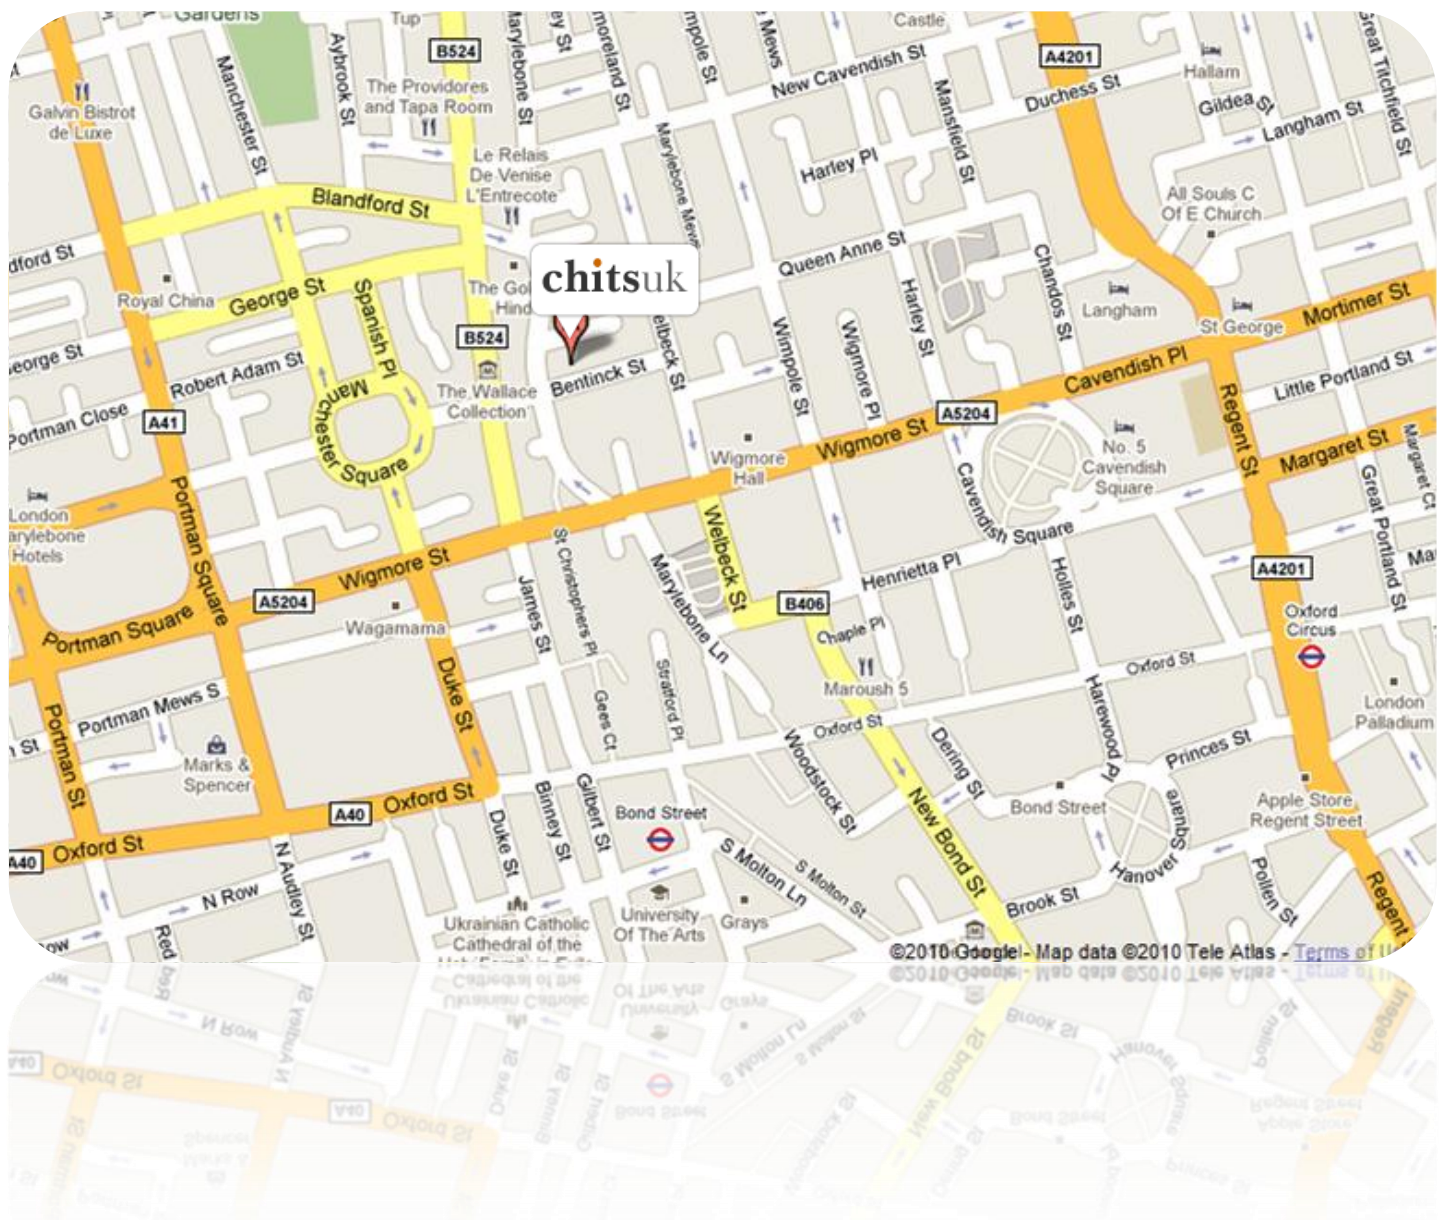 Gardens
Tup
Castle
B524
A4201
Aybrook St
Manchester St
Marylebone St
New Cavendish St
Hallam
Great Titchfield St
The Providores
and Tapa Room
Galvin Bistrot
de Luxe
Duchess St
Gildea St
Langham St
Mansfield St
Marylebone Mews
Harley Pl
Le Relais
De Venise
L'Entrecote
Blandford St
All Souls C
Of E Church
Queen Anne St
Chandos St
Royal China
George St
Spanish Pl
chitsuk
Harley St
Langham
St George
Mortimer St
B524
Wimpole St
Wigmore Pl
Robert Adam St
The Wallace
Collection
Bentinck St
Cavendish Pl
Little Portland St
Portman Close
A41
Manchester Square
A5204
Wigmore St
Regent St
Margaret St
Margaret Ct
Wigmore
Hall
No. 5
Cavendish
Square
London
Hotels
Portman Square
Cavendish Square
Great Portland St
Welbeck St
St Christophers Pl
Wigmore St
Marylebone Ln
Henrietta Pl
Holles St
A4201
A5204
James St
B406
Oxford
Circus
Portman Square
Wagamama
Chaple Pl
Oxford St
Duke St
Stratford Pl
Maroush 5
Harewood Pl
London
Palladium
Portman Mews S
Gees Ct
Oxford St
Portman St
Marks &
Spencer
Woodstock St
Dering St
Princes St
A40
Oxford St
Binney St
Gilbert St
Bond Street
New Bond St
Bond Street
Hanover Square
Apple Store
Regent Street
A40
Oxford St
Duke St
N Audley St
S Molton Ln
S Molton St
Pollen St
Regent
N Row
Red
Ukrainian Catholic
Cathedral of the
University
Of The Arts
Grays
Brook St
©2010 Google - Map data ©2010 Tele Atlas - Terms of U